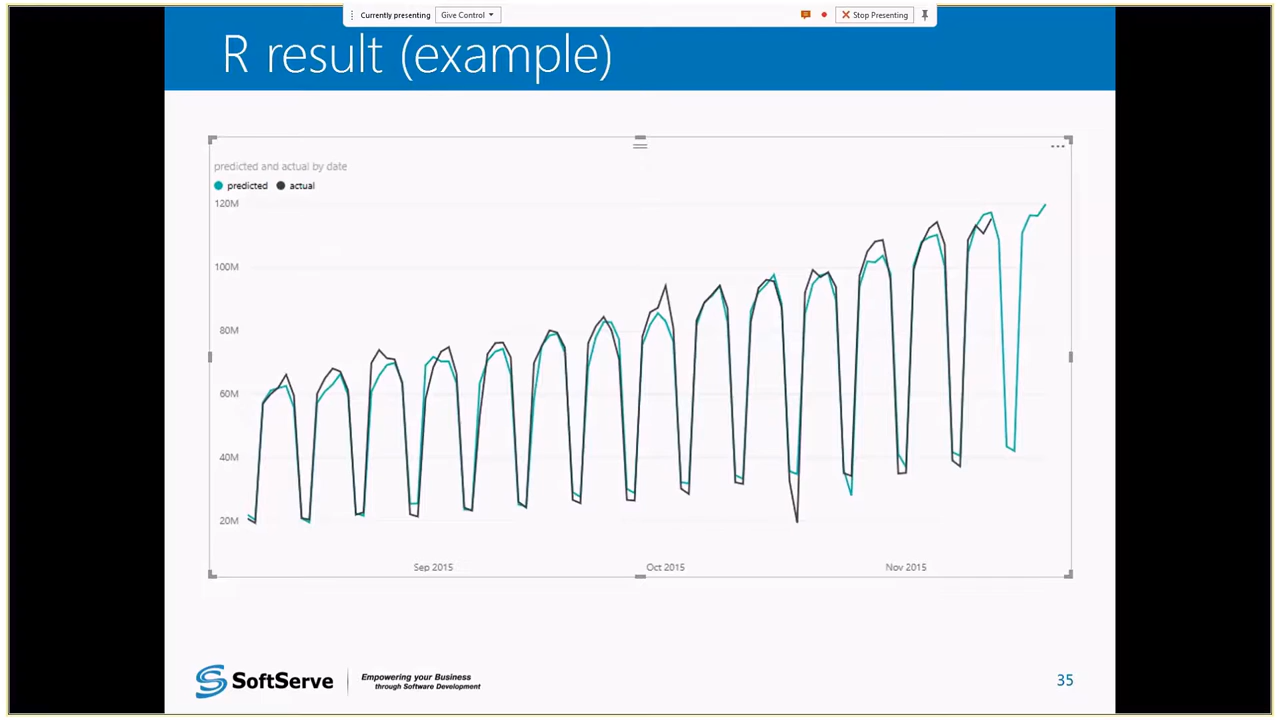 Currently presenting Give Control Stop Presenting
R result (example)
predicted and actual by date
predicted actual
120M
100M
80M
60M
40M
20M
Sep 2015 Oct 2015 Nov 2015
SoftServe
Empowering your Business
through Software Development
35